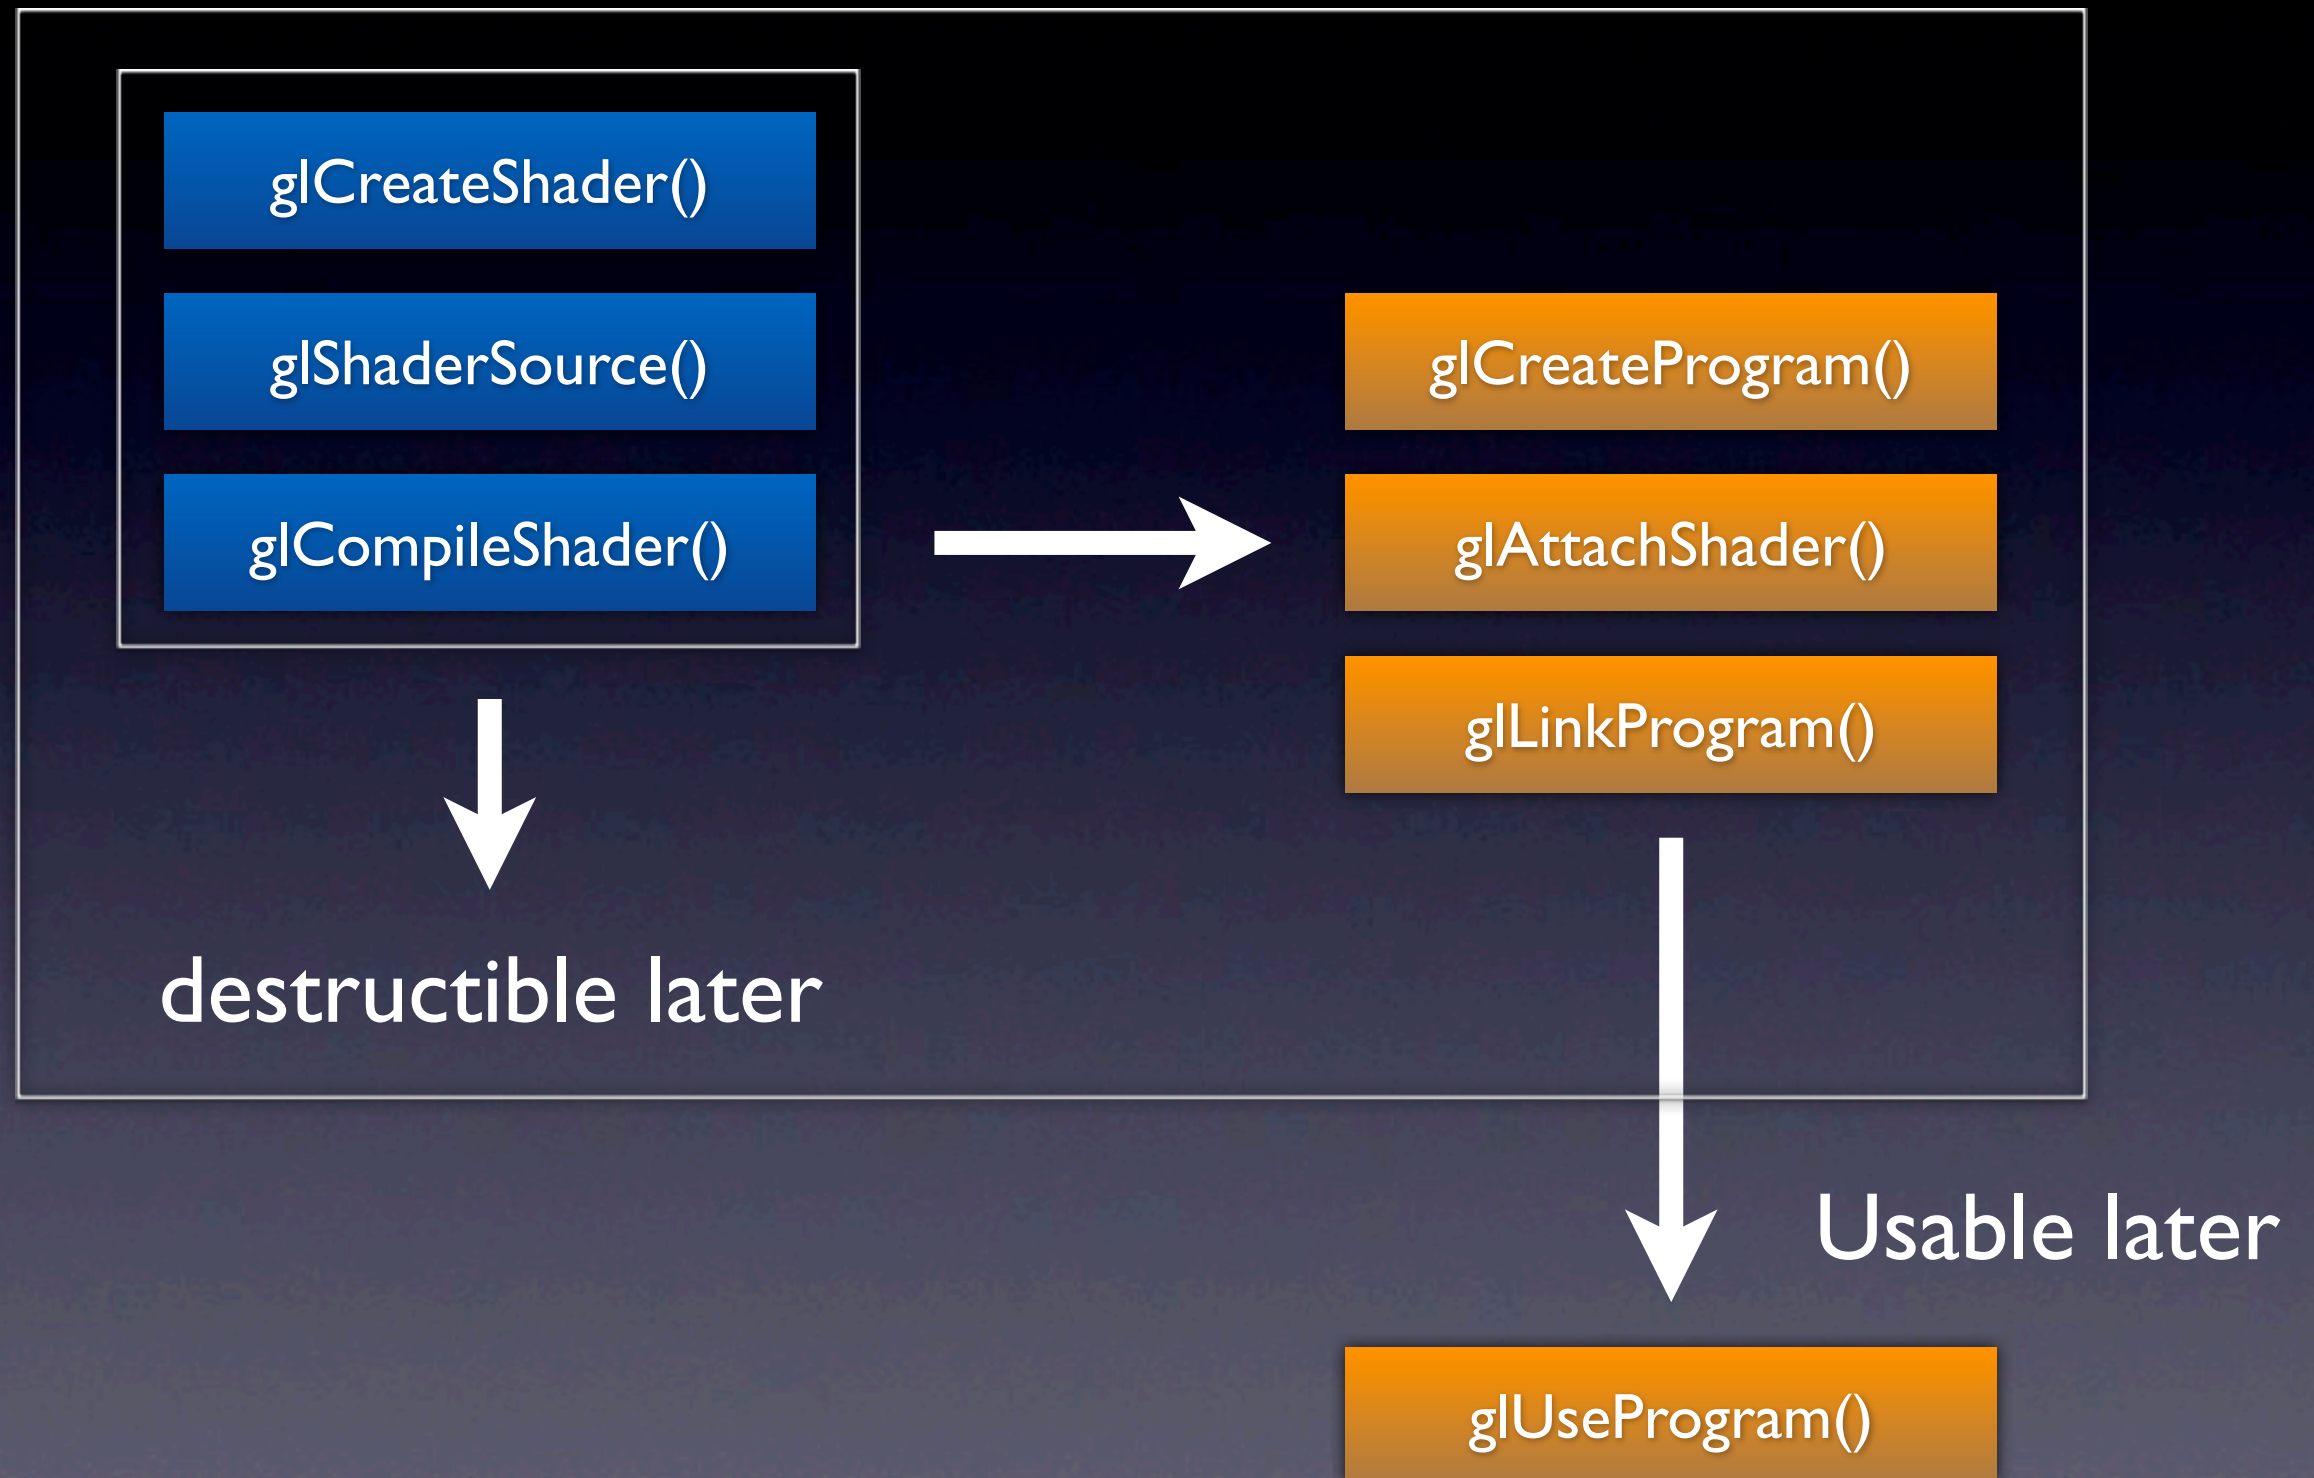 glCreateShader()
glShaderSource()
glCompileShader()
destructible later
glCreateProgram()
glAttachShader()
glLinkProgram()
Usable later
glUseProgram()